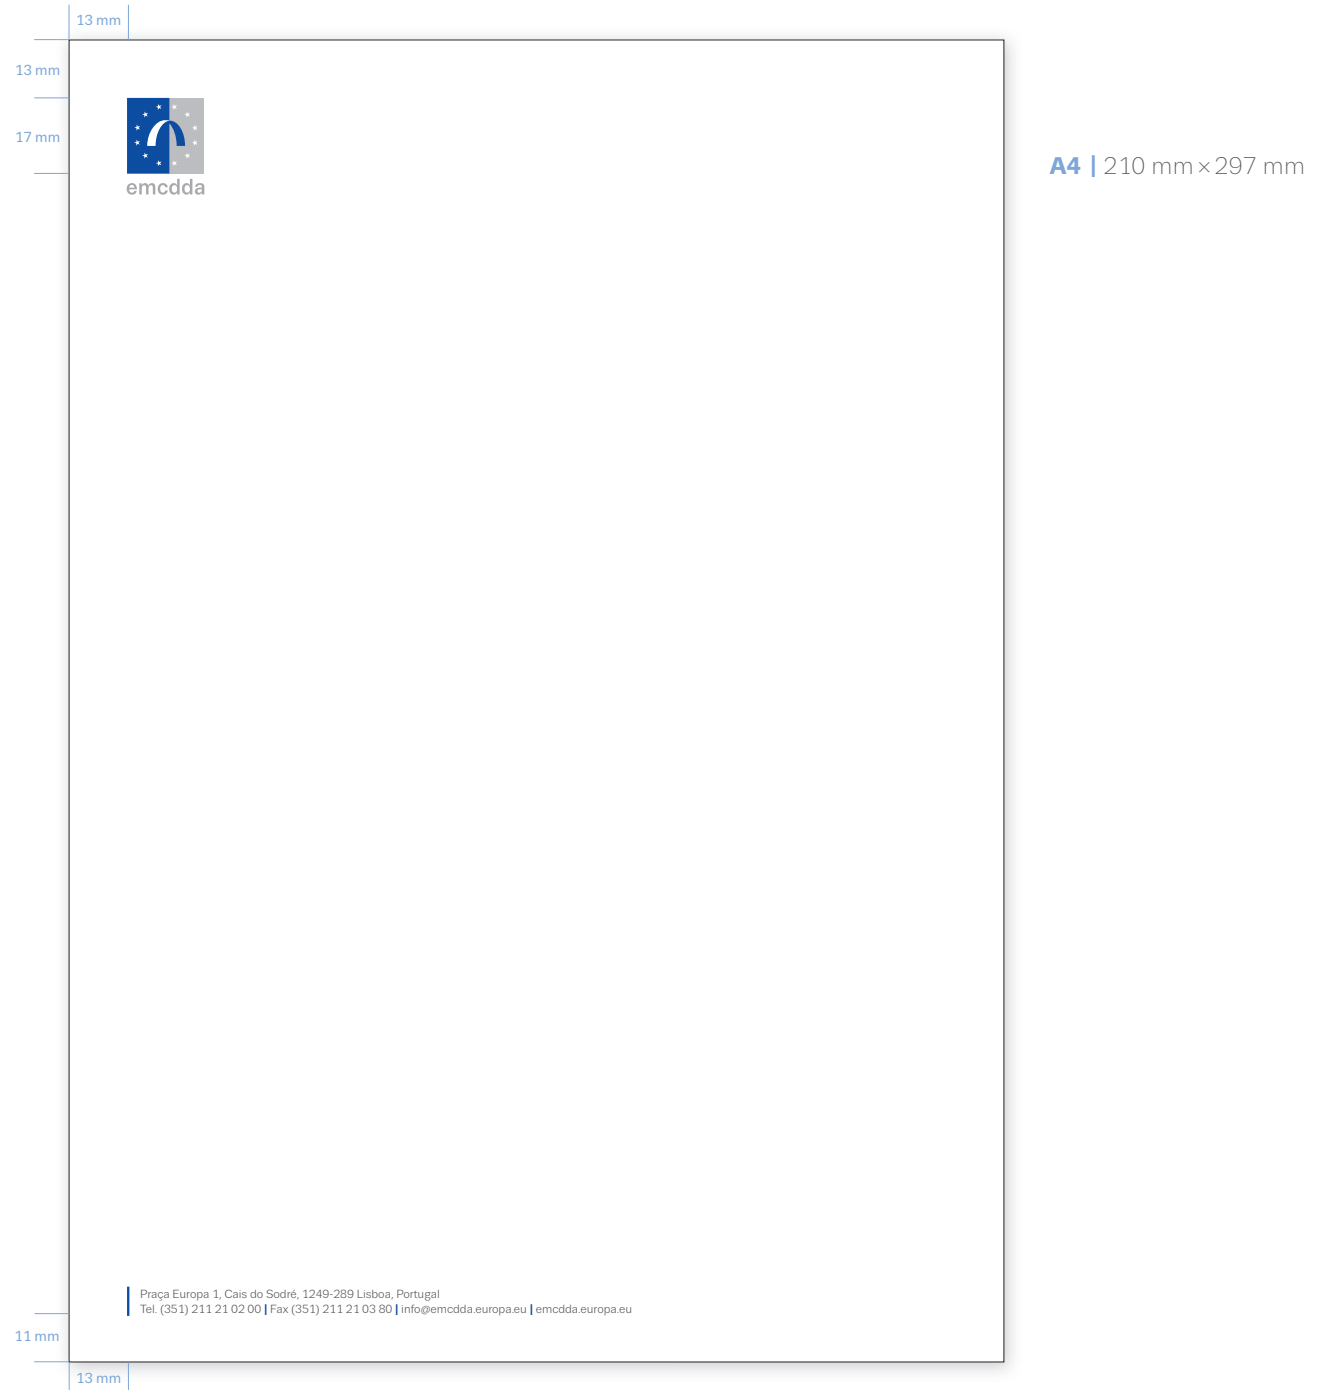 13 mm
13 mm
17 mm
emcdda
A4 | 210 mm × 297 mm
Praça Europa 1, Cais do Sodré, 1249-289 Lisboa, Portugal
Tel. (351) 211 21 02 00 | Fax (351) 211 21 03 80 | info@emcdda.europa.eu | emcdda.europa.eu
11 mm
13 mm